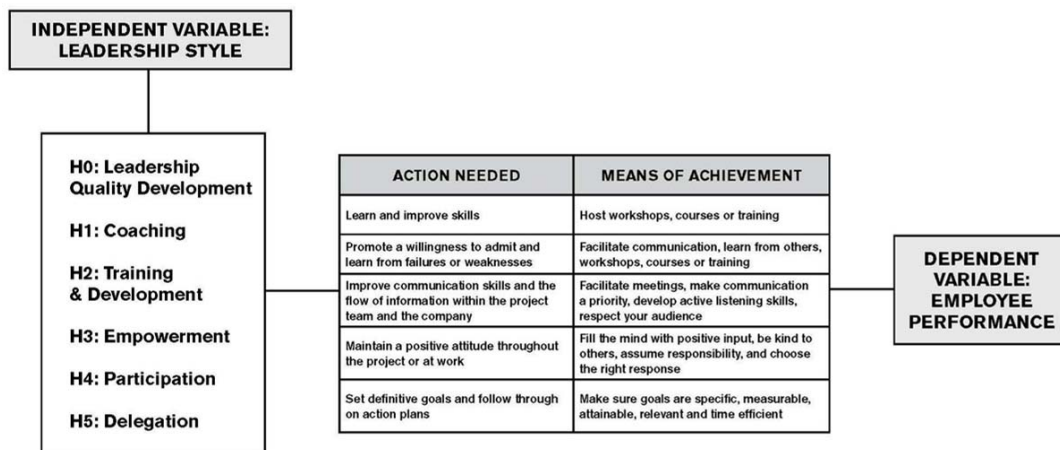 INDEPENDENT VARIABLE:
LEADERSHIP STYLE
H0: Leadership
Quality Development
H1: Coaching
H2: Training
& Development
H3: Empowerment
H4: Participation
H5: Delegation
ACTION NEEDED
MEANS OF ACHIEVEMENT
Learn and improve skills
Host workshops, courses or training
Promote a willingness to admit and
learn from failures or weaknesses
Facilitate communication, learn from others,
workshops, courses or training
Improve communication skills and the
flow of information within the project
team and the company
Facilitate meetings, make communication
a priority, develop active listening skills,
respect your audience
Maintain a positive attitude throughout
the project or at work
Fill the mind with positive input, be kind to
others, assume responsibility, and choose
the right response
Set definitive goals and follow through
on action plans
Make sure goals are specific, measurable,
attainable, relevant and time efficient
DEPENDENT
VARIABLE:
EMPLOYEE
PERFORMANCE